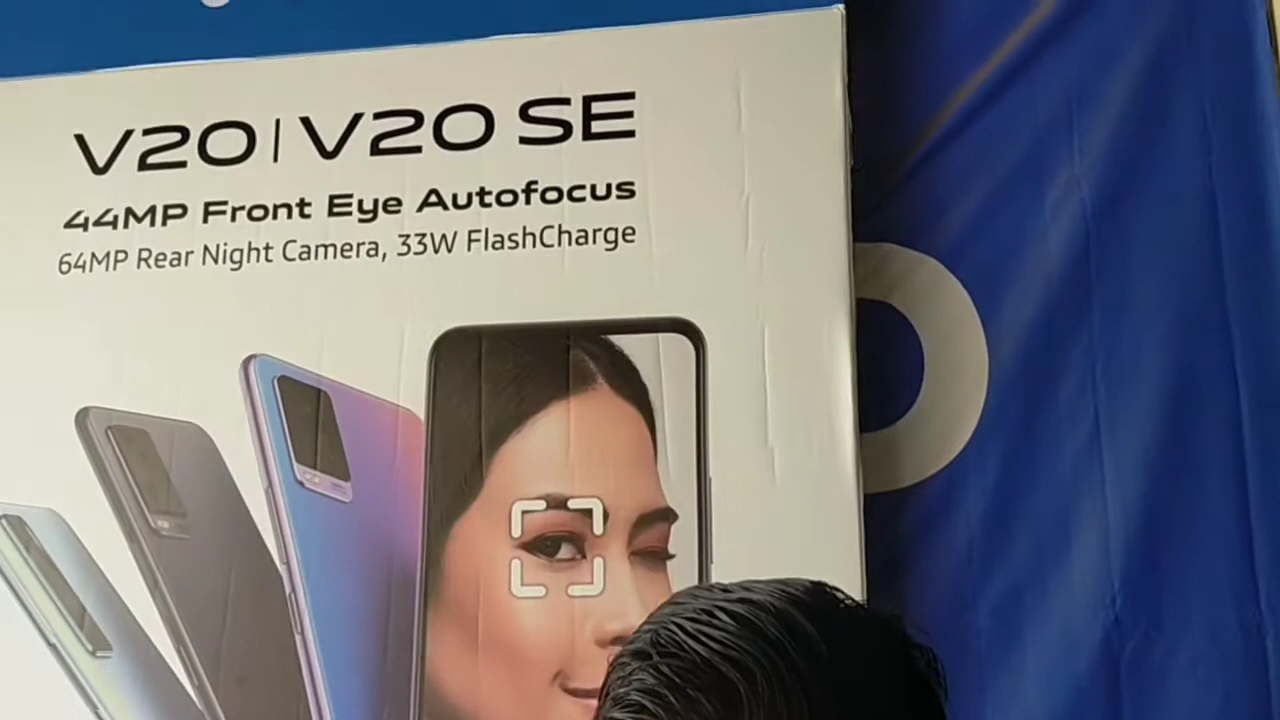 V20 | V20 SE
44MP Front Eye Autofocus
64MP Rear Night Camera, 33W FlashCharge